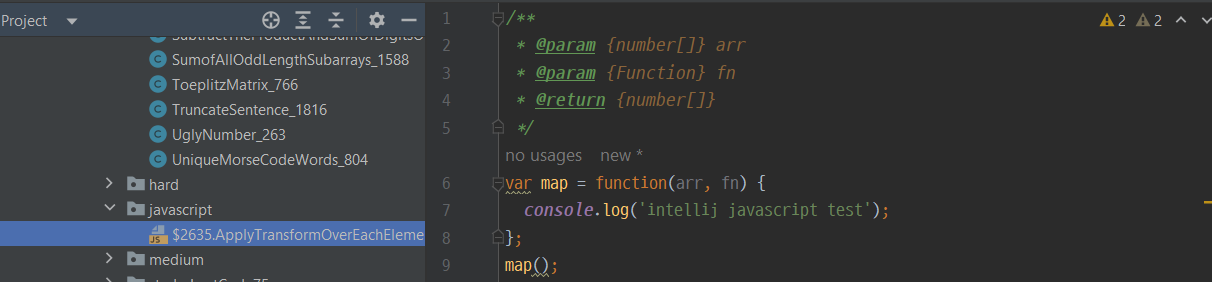 Project
SumofAllOddLengthSubarrays_1588
ToeplitzMatrix_766
TruncateSentence_1816
UglyNumber_263
UniqueMorseCodeWords_804
hard
javascript
$2635.ApplyTransformOverEachEleme
medium
1 /**
2 * @param {number[]} arr
3 * @param {Function} fn
4 * @return {number[]}
5 */
no usages new *
6 var map = function(arr, fn) {
7 console.log('intellij javascript test');
8 };
9 map();
2 2
JS